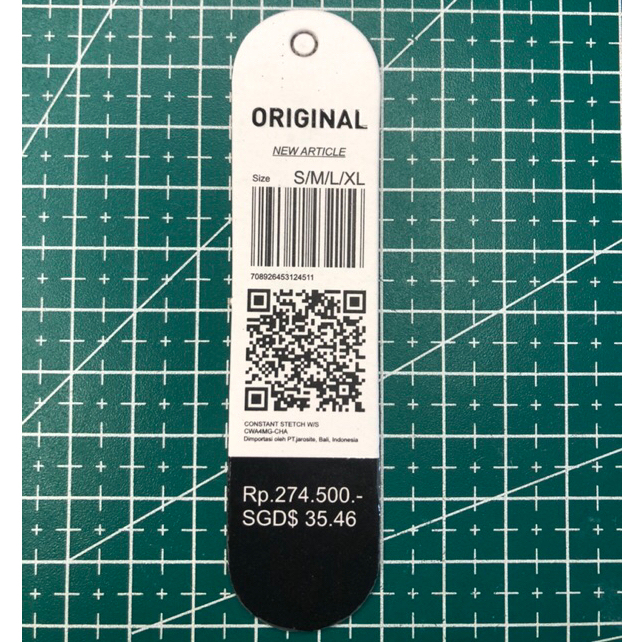 ORIGINAL
NEW ARTICLE
Size S/M/L/XL
708926453124511
CONSTANT STETCH W/S
CWA4MG-CHA
Dimportasi oleh PT.jarosite, Bali, Indonesia
Rp.274.500.-
SGD$ 35.46